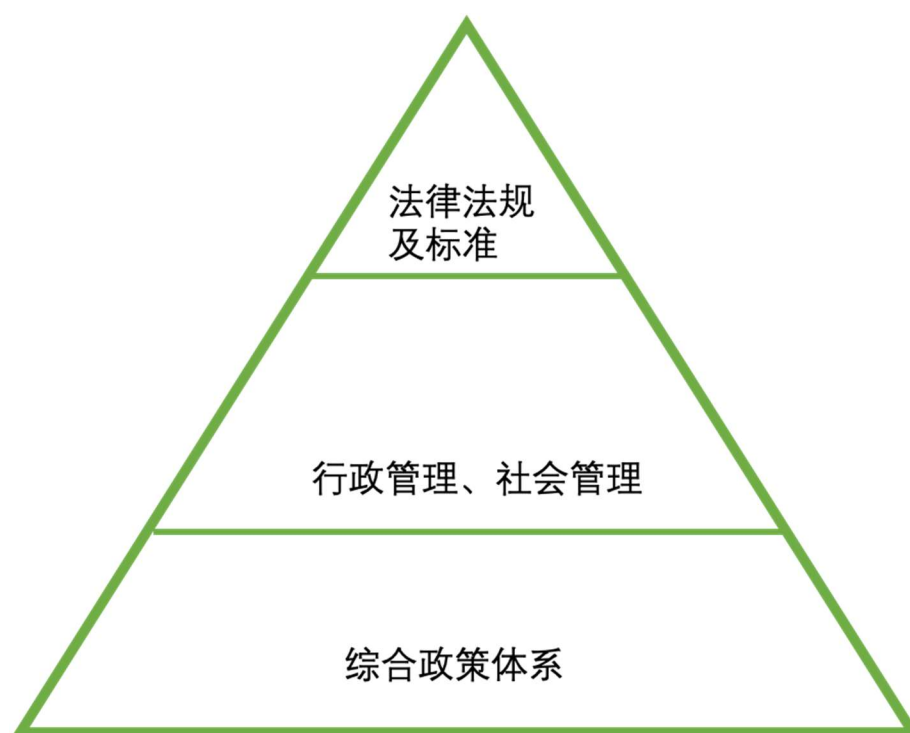 法律法规
及标准
行政管理、社会管理
综合政策体系